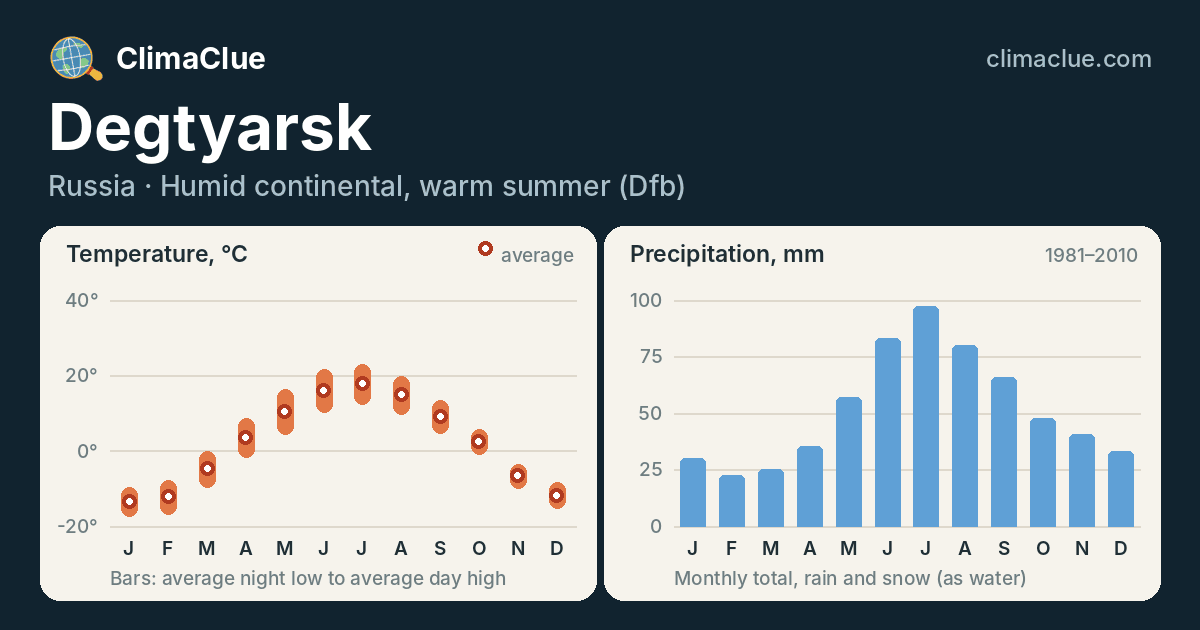 ClimaClue
climaclue.com
Degtyarsk
Russia · Humid continental, warm summer (Dfb)
Temperature, °C
average
40°
20°
0°
-20°
J F M A M J J A S O N D
Bars: average night low to average day high
Precipitation, mm
1981–2010
100
75
50
25
0
J F M A M J J A S O N D
Monthly total, rain and snow (as water)